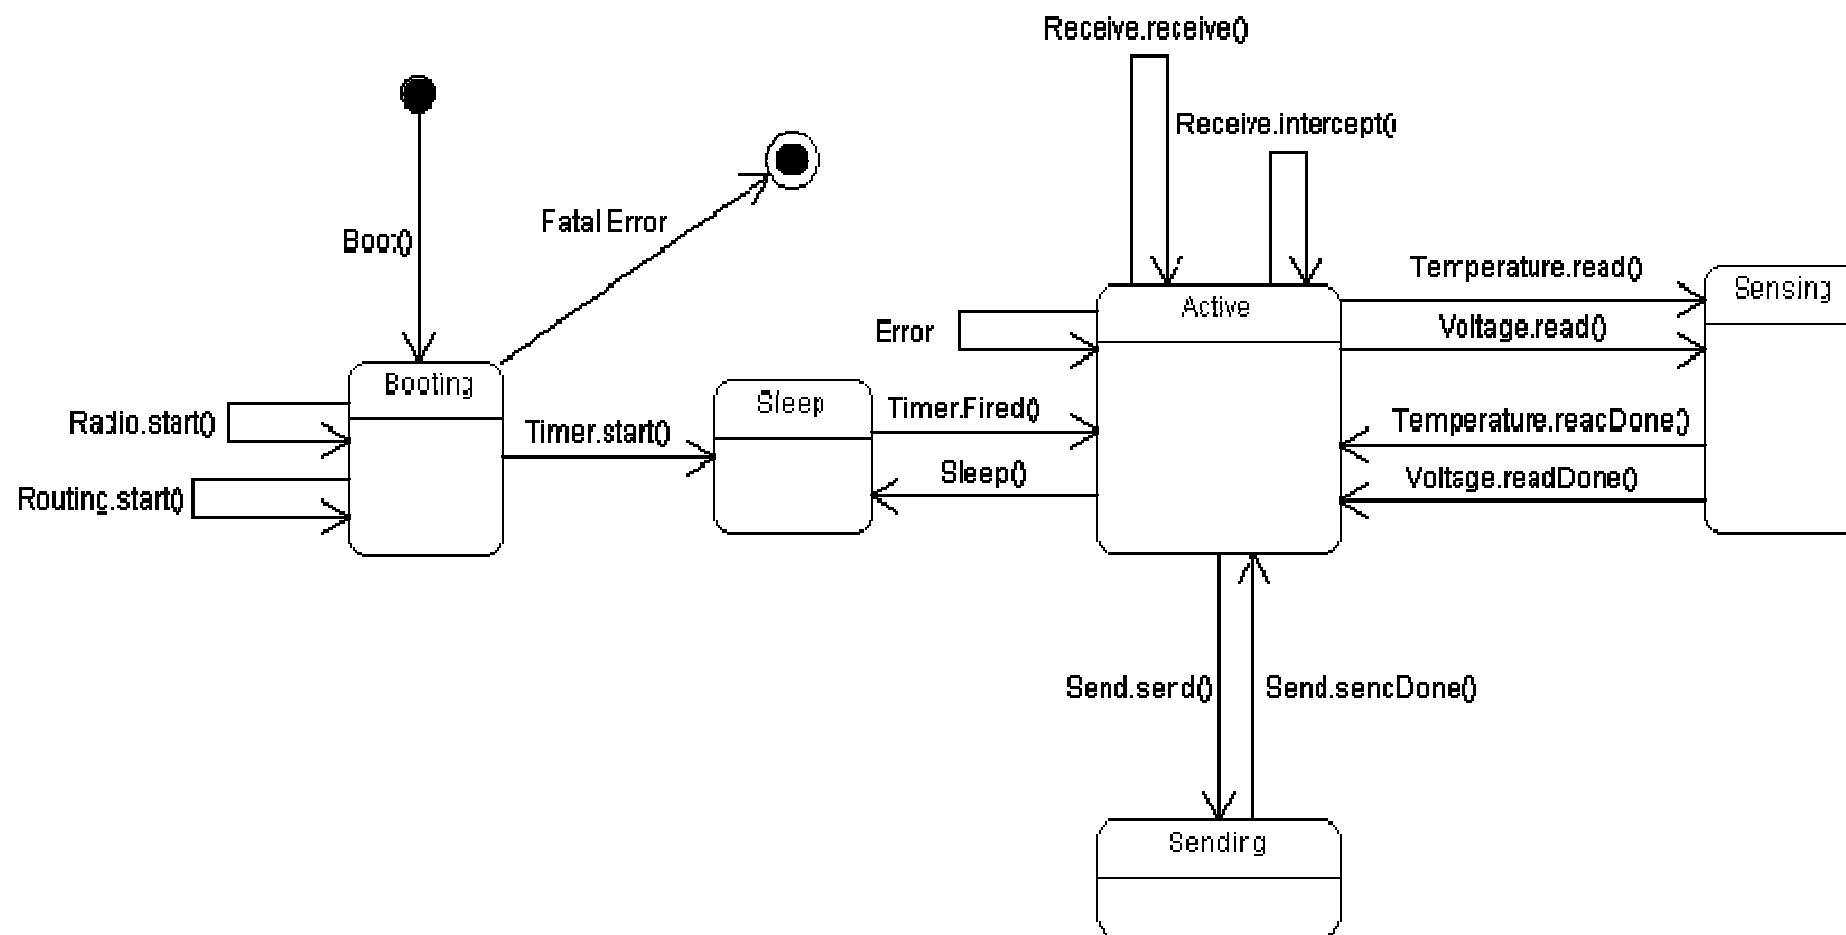 Receive.receive()
Receive.intercept()
Boot()
Fatal Error
Temperature.read()
Sensing
Active
Error
Voltage.read()
Booting
Sleep
Radio.start()
Timer.start()
Timer.Fired()
Temperature.readDone()
Sleep()
Voltage.readDone()
Routing.start()
Send.send()
Send.sendDone()
Sending